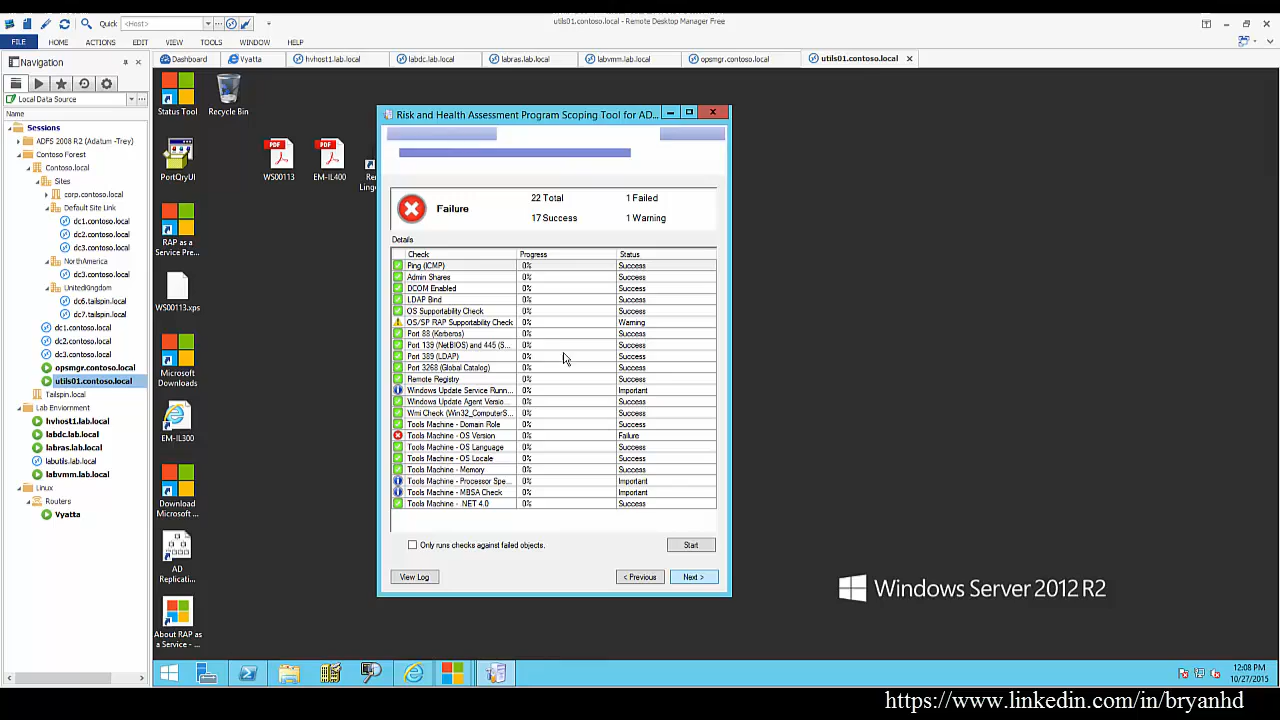 Quick
<Host>
utils01.contoso.local - Remote Desktop Manager Free
FILE HOME ACTIONS EDIT VIEW TOOLS WINDOW HELP
Navigation
Dashboard Vyatta hvhost1.lab.local labdc.lab.local labras.lab.local labvmm.lab.local opsmgr.contoso.local utils01.contoso.local
Local Data Source
Name
Sessions
ADFS 2008 R2 (Adatum -Trey)
Contoso Forest
Contoso.local
Sites
corp.contoso.local
Default Site Link
dc1.contoso.local
dc2.contoso.local
dc3.contoso.local
NorthAmerica
dc3.contoso.local
UnitedKingdom
dc6.tailspin.local
dc7.tailspin.local
dc1.contoso.local
dc2.contoso.local
dc3.contoso.local
opsmgr.contoso.local
utils01.contoso.local
Tailspin.local
Lab Enviornment
hvhost1.lab.local
labdc.lab.local
labras.lab.local
labutils.lab.local
labvmm.lab.local
Linux
Routers
Vyatta
Status Tool
Recycle Bin
PortQryUI
WS00113
EM-IL400
RAP as a
Service Pre...
WS00113.xps
Microsoft
Downloads
EM-IL300
Download
Microsoft ...
AD
Replicati...
About RAP as
a Service - ...
Risk and Health Assessment Program Scoping Tool for AD...
Failure
22 Total 1 Failed
17 Success 1 Warning
Details
Check Progress Status
Ping (ICMP) 0% Success
Admin Shares 0% Success
DCOM Enabled 0% Success
LDAP Bind 0% Success
OS Supportability Check 0% Success
OS/SP RAP Supportability Check 0% Warning
Port 88 (Kerberos) 0% Success
Port 139 (NetBIOS) and 445 (S... 0% Success
Port 389 (LDAP) 0% Success
Port 3268 (Global Catalog) 0% Success
Remote Registry 0% Success
Windows Update Service Runn... 0% Important
Windows Update Agent Versio... 0% Success
Wmi Check (Win32_ComputerS... 0% Success
Tools Machine - Domain Role 0% Success
Tools Machine - OS Version 0% Failure
Tools Machine - OS Language 0% Success
Tools Machine - OS Locale 0% Success
Tools Machine - Memory 0% Success
Tools Machine - Processor Spe... 0% Important
Tools Machine - MBSA Check 0% Important
Tools Machine - .NET 4.0 0% Success
Only runs checks against failed objects.
Start
View Log
< Previous
Next >
Windows Server 2012 R2
12:08 PM
10/27/2015
https://www.linkedin.com/in/bryanhd